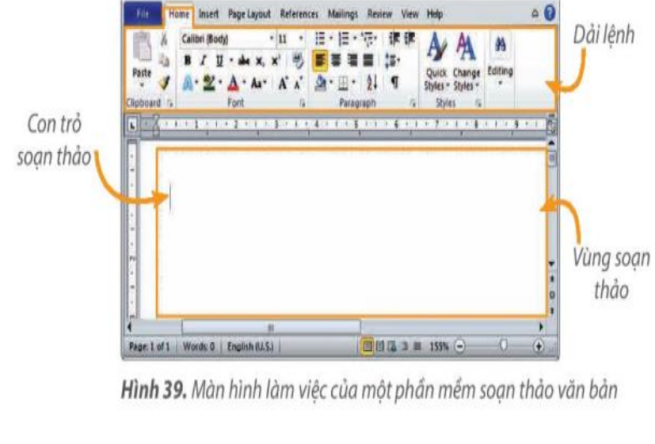 File Home Insert Page Layout References Mailings Review View Help
Dải lệnh
Calibri (Body) 11
B I U abc x, x²
Aa A A
Paste
Quick Styles Change Styles Editing
Clipboard Font Paragraph Styles
Con trỏ
soạn thảo
Vùng soạn
thảo
Page: 1 of 1 Words: 0 English (U.S.) 155%
Hình 39. Màn hình làm việc của một phần mềm soạn thảo văn bản